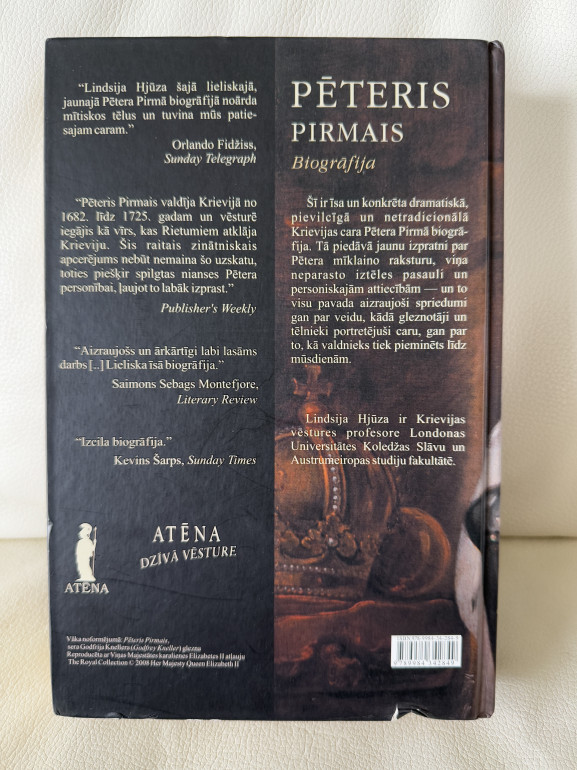 “Lindsija Hjūza šajā lieliskajā,
jaunajā Pētera Pirmā biogrāfijā noārda
mītiskos tēlus un tuvina mūs patie-
sajam caram.”
Orlando Fidžiss,
Sunday Telegraph
“Pēteris Pirmais valdīja Krievijā no
1682. līdz 1725. gadam un vēsturē
iegājis kā vīrs, kas Rietumiem atklāja
Krieviju. Šis raitais zinātniskais
apcerējums nebūt nemaina šo uzskatu,
toties piešķir spilgtas nianses Pētera
personībai, ļaujot to labāk izprast.”
Publisher's Weekly
“Aizraujošs un ārkārtīgi labi lasāms
darbs [..] Lieliska īsā biogrāfija.”
Saimons Sebags Montefjore,
Literary Review
“Izcila biogrāfija.”
Kevins Šarps, Sunday Times
ATĒNA
ATĒNA
DZĪVĀ VĒSTURE
Vāka noformējumā: Pēteris Pirmais,
sera Godfrija Knellera (Godfrey Kneller) glezna
Reproducēta ar Viņas Majestātes karalienes Elizabetes II atļauju
The Royal Collection © 2008 Her Majesty Queen Elizabeth II
PĒTERIS
PIRMAIS
Biogrāfija
Šī ir īsa un konkrēta dramatiskā,
pievilcīgā un netradicionālā
Krievijas cara Pētera Pirmā biogrā-
fija. Tā piedāvā jaunu izpratni par
Pētera mīklaino raksturu, viņa
neparasto iztēles pasauli un
personiskajām attiecībām — un to
visu pavada aizraujoši spriedumi
gan par veidu, kādā gleznotāji un
tēlnieki portretējuši caru, gan par
to, kā valdnieks tiek pieminēts līdz
mūsdienām.
Lindsija Hjūza ir Krievijas
vēstures profesore Londonas
Universitātes Koledžas Slāvu un
Austrumeiropas studiju fakultātē.
ISBN 978-9984-34-264-9
9789984342649